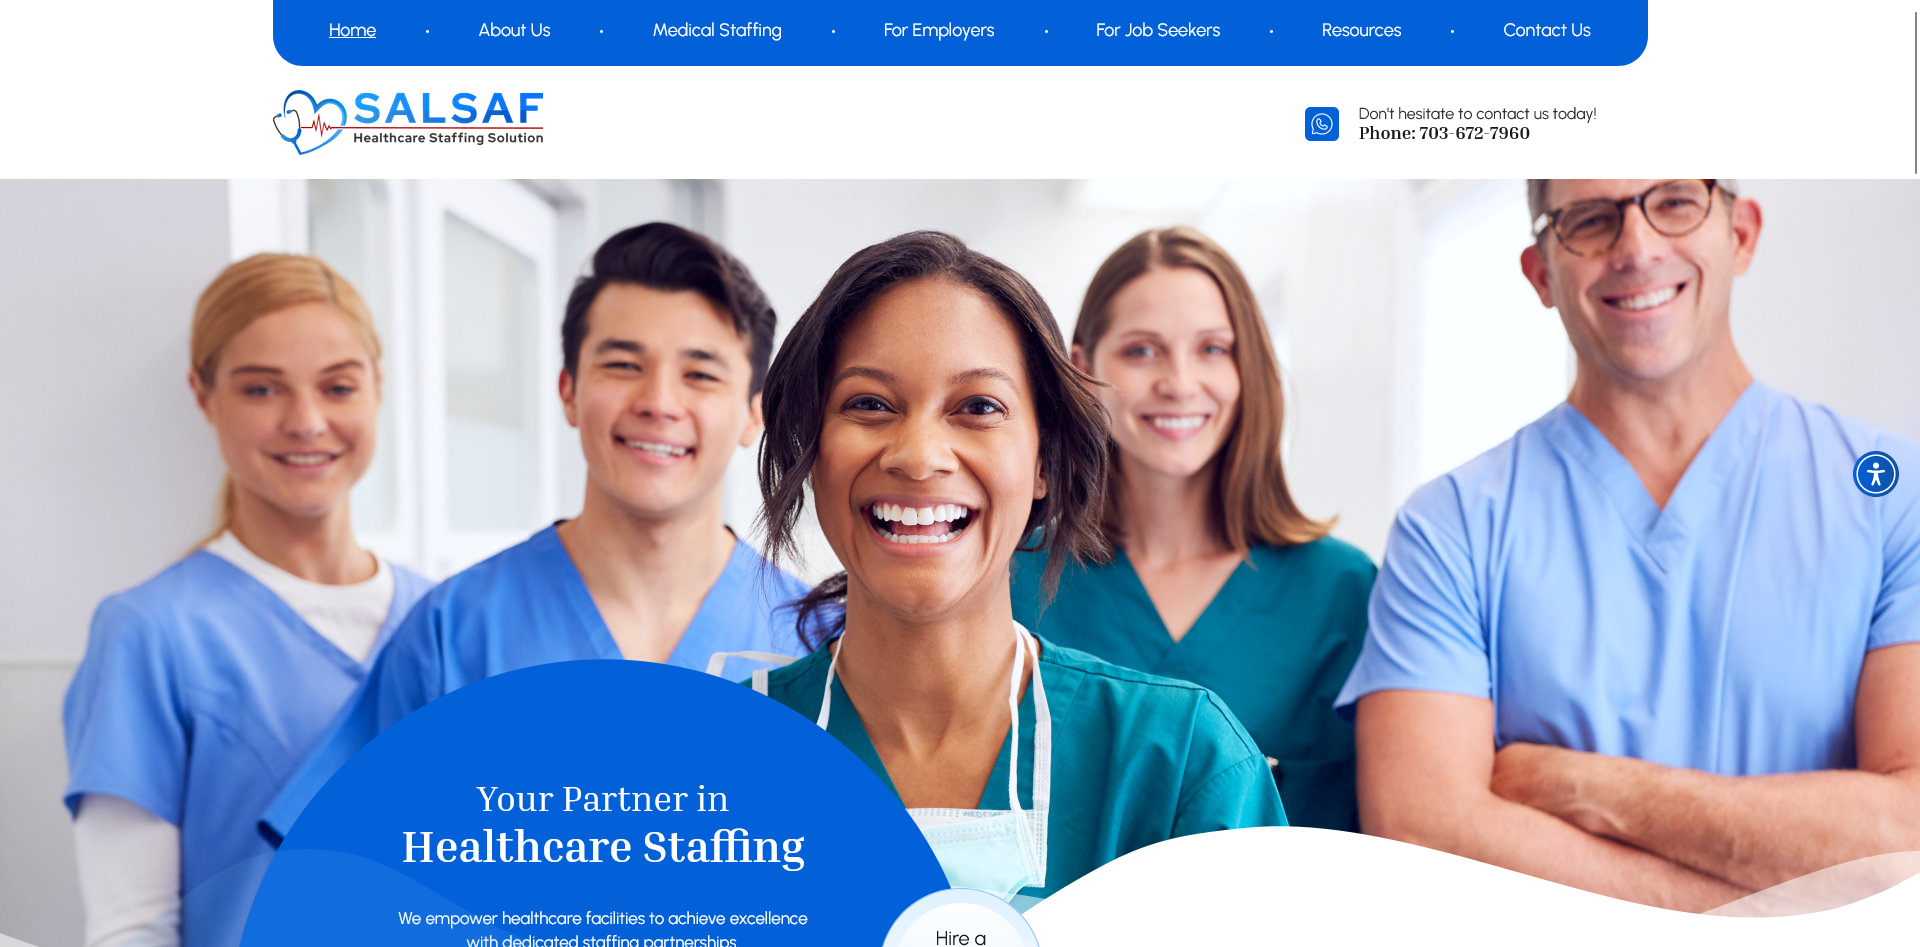 Home
About Us
Medical Staffing
For Employers
For Job Seekers
Resources
Contact Us
SALSAF
Healthcare Staffing Solution
Don't hesitate to contact us today!
Phone: 703-672-7960
Your Partner in
Healthcare Staffing
We empower healthcare facilities to achieve excellence
with dedicated staffing partnerships
Hire a